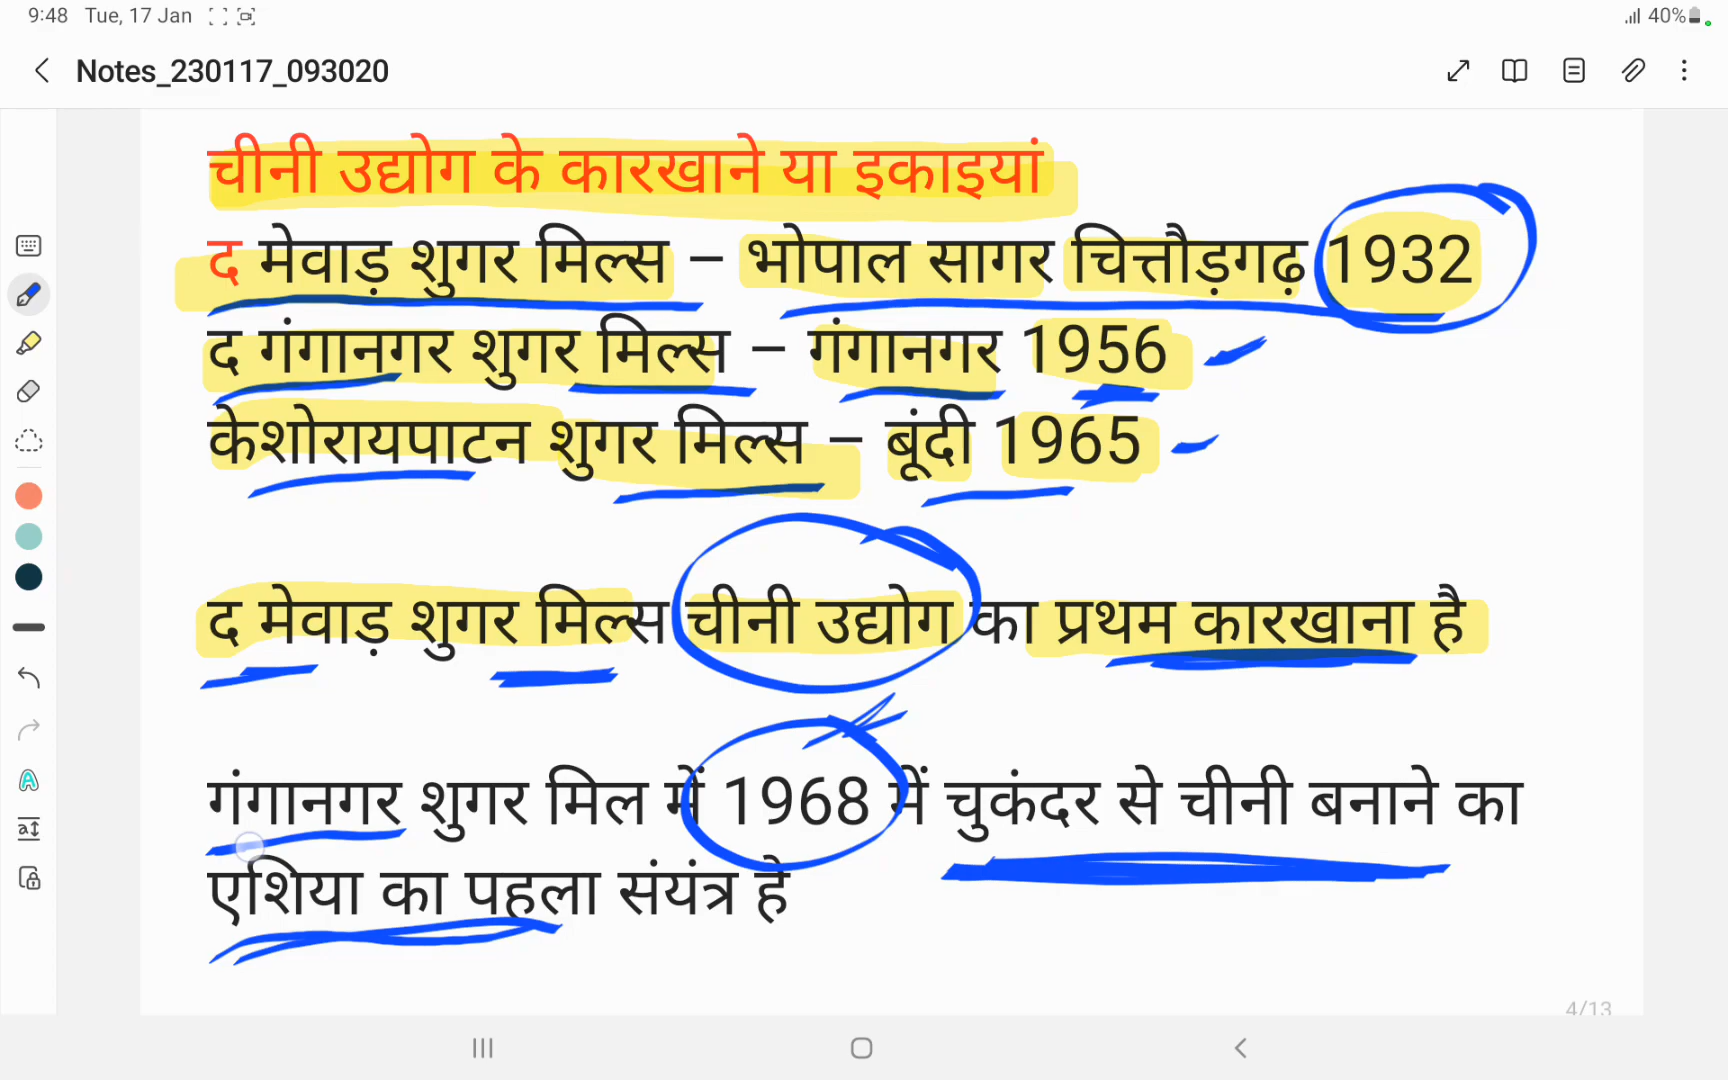 9:48 Tue, 17 Jan
40%
Notes_230117_093020
चीनी उद्योग के कारखाने या इकाइयां
द मेवाड़ शुगर मिल्स – भोपाल सागर चित्तौड़गढ़ 1932
द गंगानगर शुगर मिल्स – गंगानगर 1956
केशोरायपाटन शुगर मिल्स – बूंदी 1965
द मेवाड़ शुगर मिल्स चीनी उद्योग का प्रथम कारखाना है
गंगानगर शुगर मिल में 1968 में चुकंदर से चीनी बनाने का
एशिया का पहला संयंत्र हे
4/13